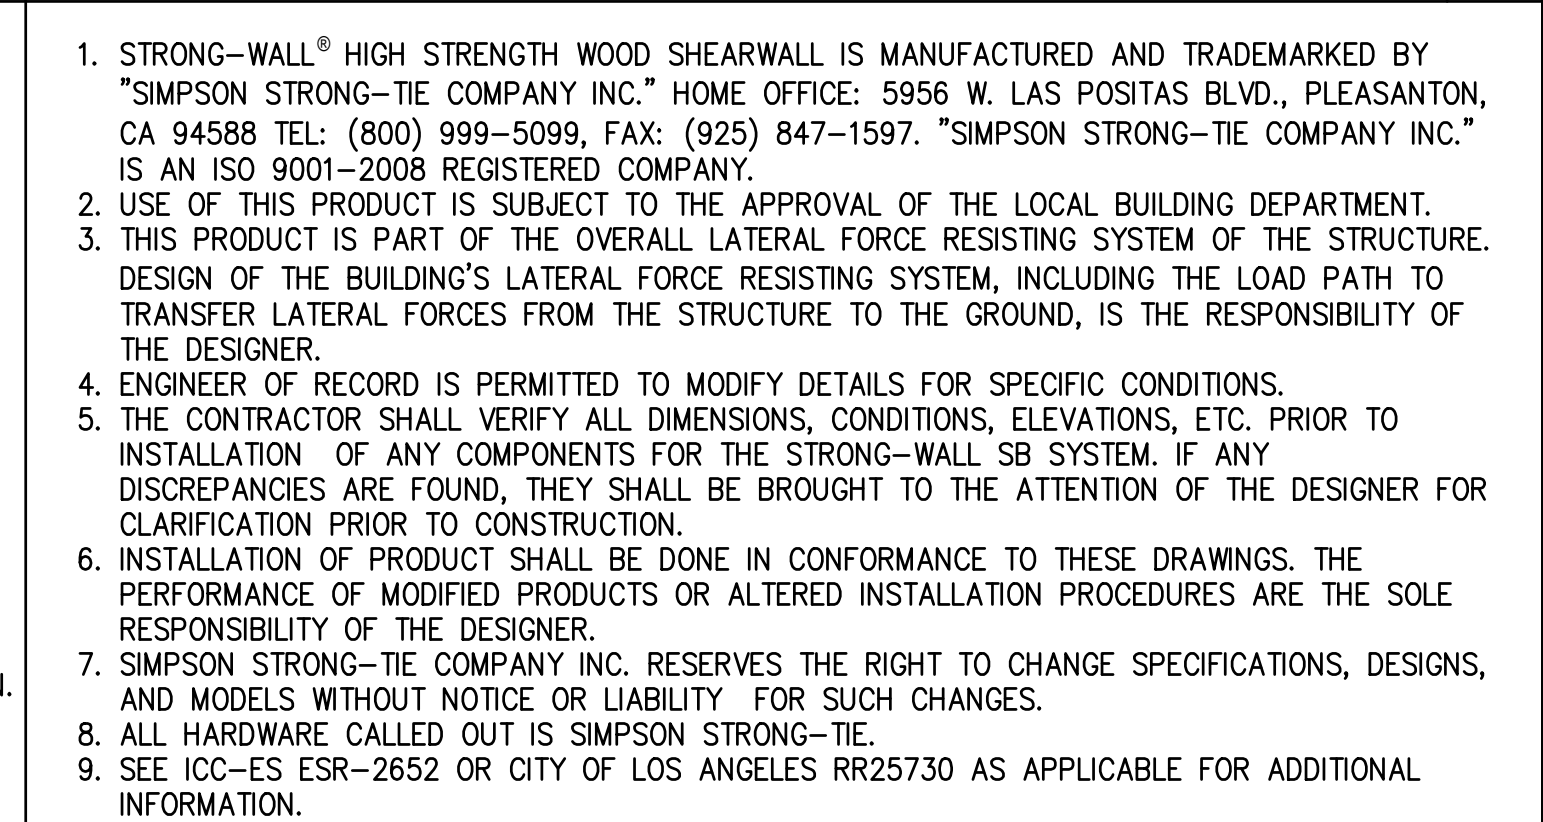 1. STRONG–WALL® HIGH STRENGTH WOOD SHEARWALL IS MANUFACTURED AND TRADEMARKED BY
"SIMPSON STRONG–TIE COMPANY INC." HOME OFFICE: 5956 W. LAS POSITAS BLVD., PLEASANTON,
CA 94588 TEL: (800) 999–5099, FAX: (925) 847–1597. "SIMPSON STRONG–TIE COMPANY INC."
IS AN ISO 9001–2008 REGISTERED COMPANY.
2. USE OF THIS PRODUCT IS SUBJECT TO THE APPROVAL OF THE LOCAL BUILDING DEPARTMENT.
3. THIS PRODUCT IS PART OF THE OVERALL LATERAL FORCE RESISTING SYSTEM OF THE STRUCTURE.
DESIGN OF THE BUILDING'S LATERAL FORCE RESISTING SYSTEM, INCLUDING THE LOAD PATH TO
TRANSFER LATERAL FORCES FROM THE STRUCTURE TO THE GROUND, IS THE RESPONSIBILITY OF
THE DESIGNER.
4. ENGINEER OF RECORD IS PERMITTED TO MODIFY DETAILS FOR SPECIFIC CONDITIONS.
5. THE CONTRACTOR SHALL VERIFY ALL DIMENSIONS, CONDITIONS, ELEVATIONS, ETC. PRIOR TO
INSTALLATION OF ANY COMPONENTS FOR THE STRONG–WALL SB SYSTEM. IF ANY
DISCREPANCIES ARE FOUND, THEY SHALL BE BROUGHT TO THE ATTENTION OF THE DESIGNER FOR
CLARIFICATION PRIOR TO CONSTRUCTION.
6. INSTALLATION OF PRODUCT SHALL BE DONE IN CONFORMANCE TO THESE DRAWINGS. THE
PERFORMANCE OF MODIFIED PRODUCTS OR ALTERED INSTALLATION PROCEDURES ARE THE SOLE
RESPONSIBILITY OF THE DESIGNER.
7. SIMPSON STRONG–TIE COMPANY INC. RESERVES THE RIGHT TO CHANGE SPECIFICATIONS, DESIGNS,
AND MODELS WITHOUT NOTICE OR LIABILITY FOR SUCH CHANGES.
8. ALL HARDWARE CALLED OUT IS SIMPSON STRONG–TIE.
9. SEE ICC–ES ESR–2652 OR CITY OF LOS ANGELES RR25730 AS APPLICABLE FOR ADDITIONAL
INFORMATION.